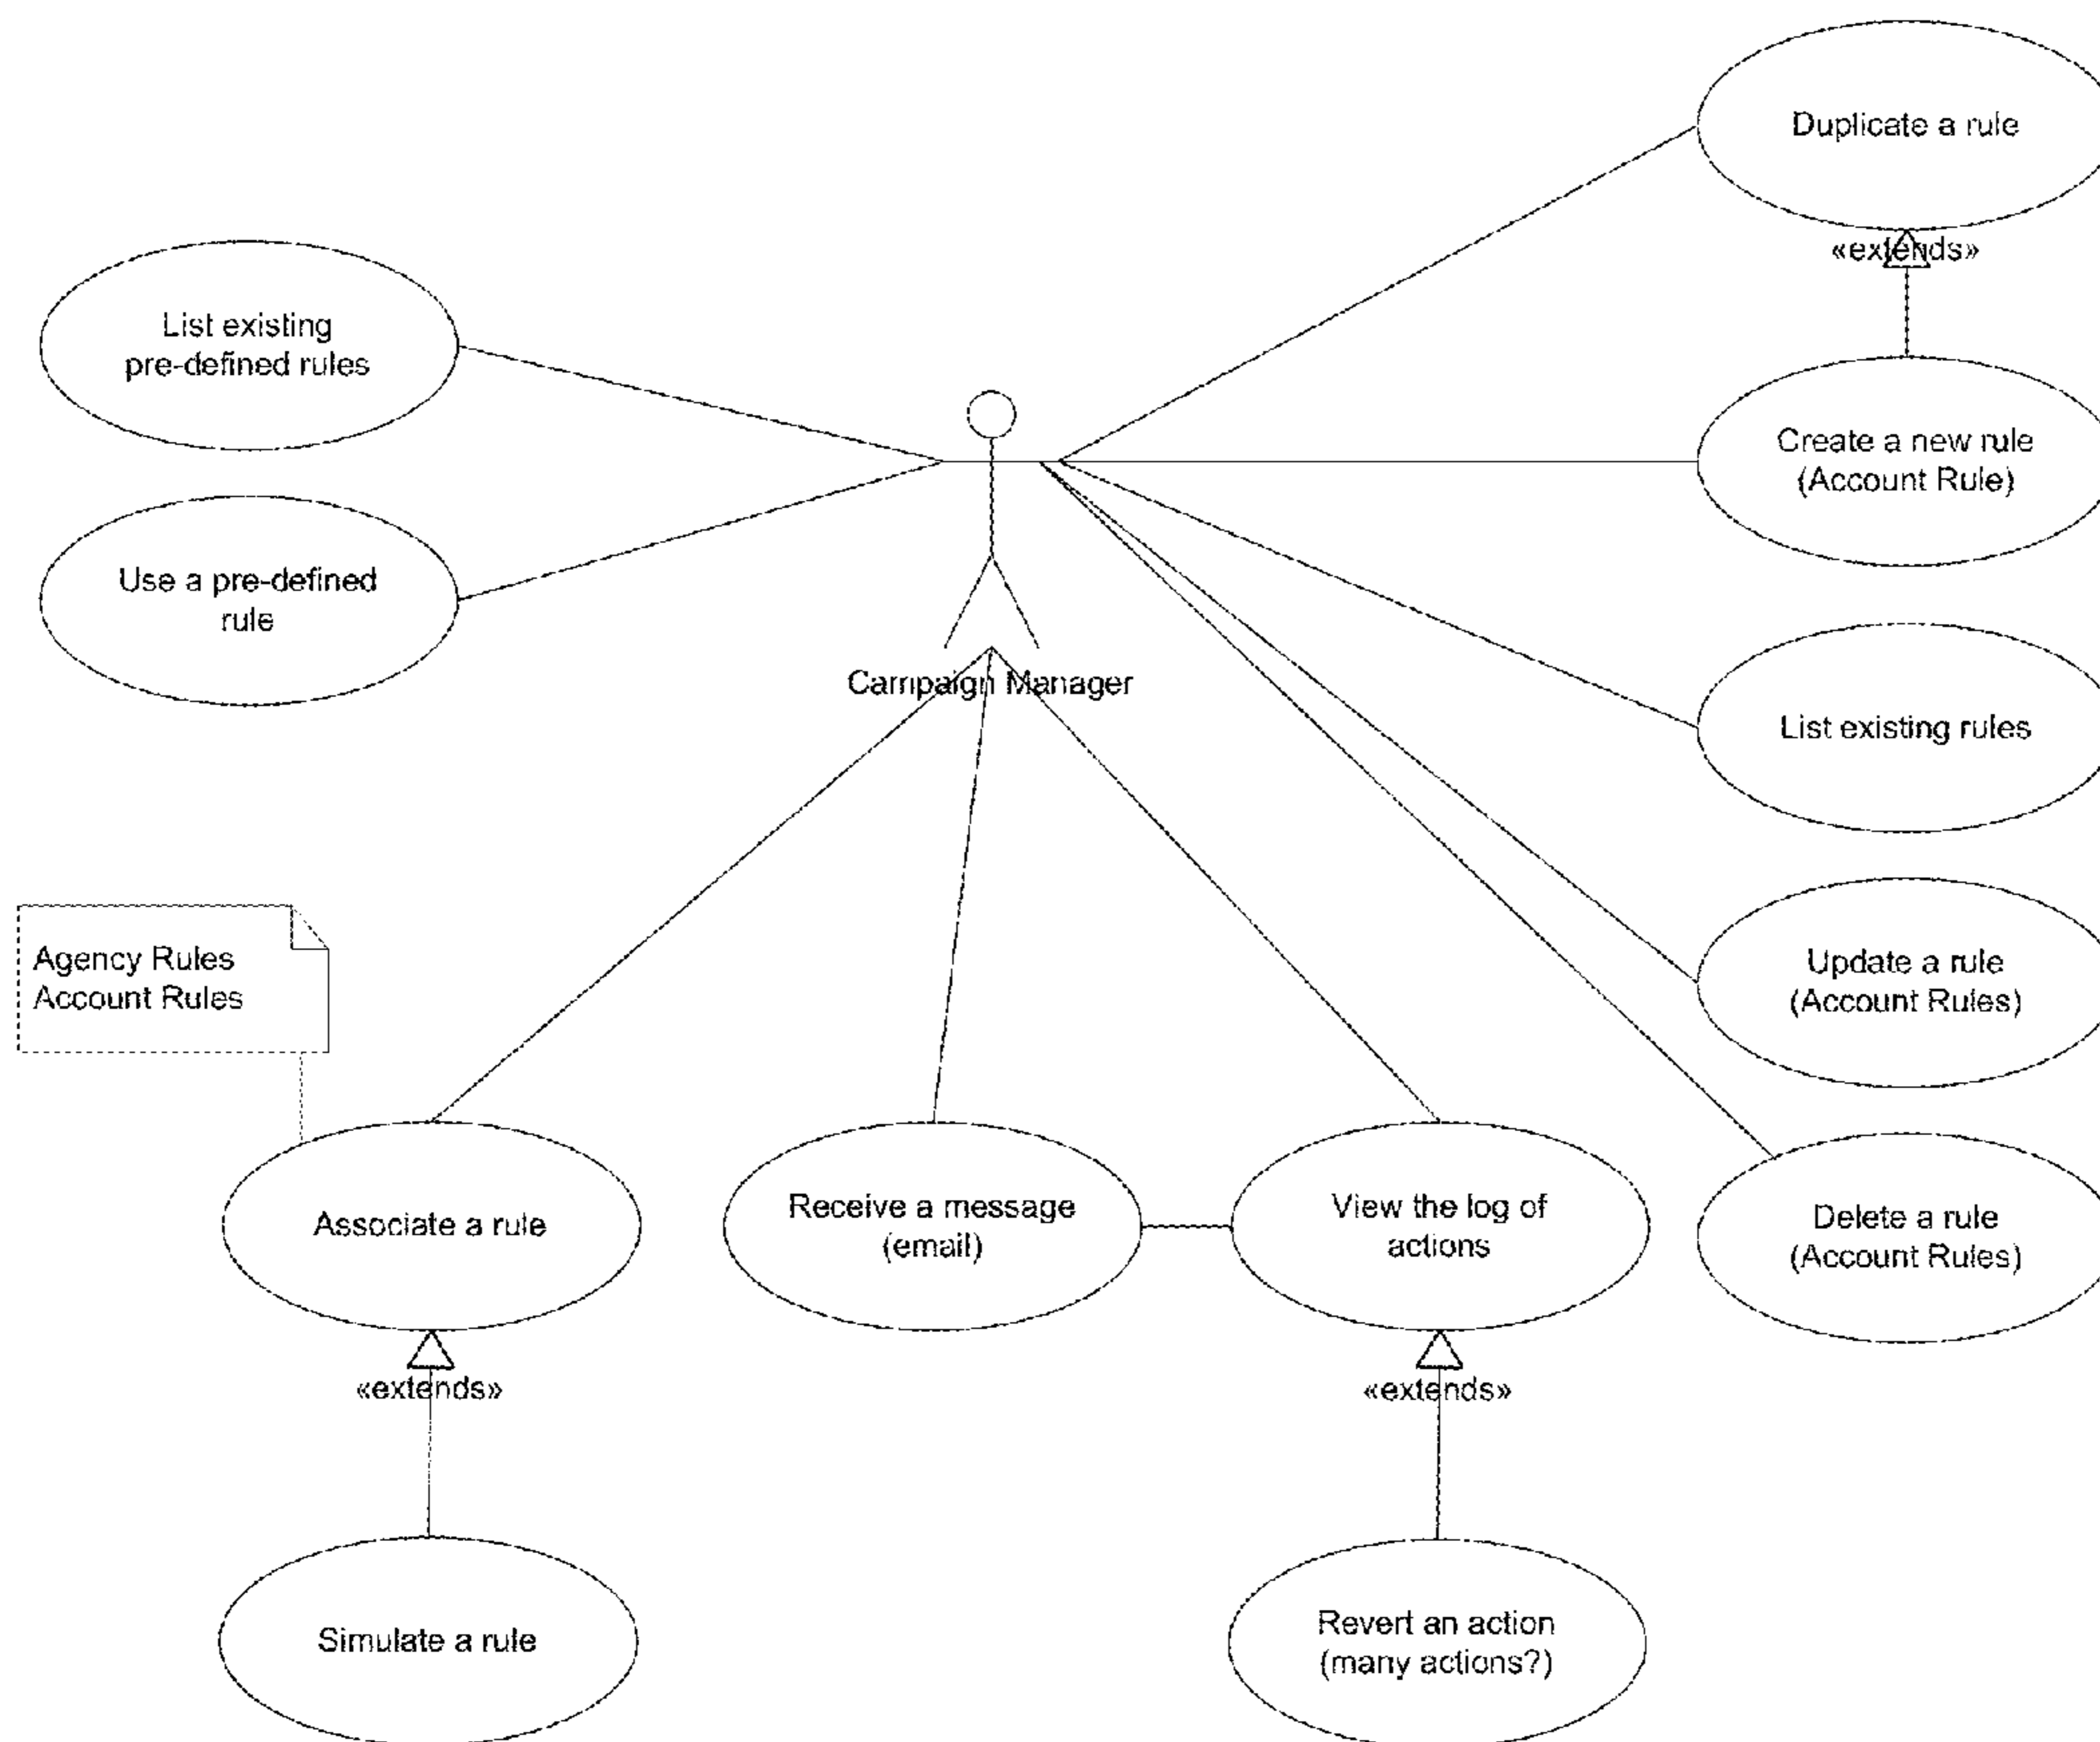 Duplicate a rule
«extends»
List existing
pre-defined rules
Create a new rule
(Account Rule)
Use a pre-defined
rule
Campaign Manager
List existing rules
Agency Rules
Account Rules
Update a rule
(Account Rules)
Associate a rule
Receive a message
(email)
View the log of
actions
Delete a rule
(Account Rules)
«extends»
«extends»
Simulate a rule
Revert an action
(many actions?)